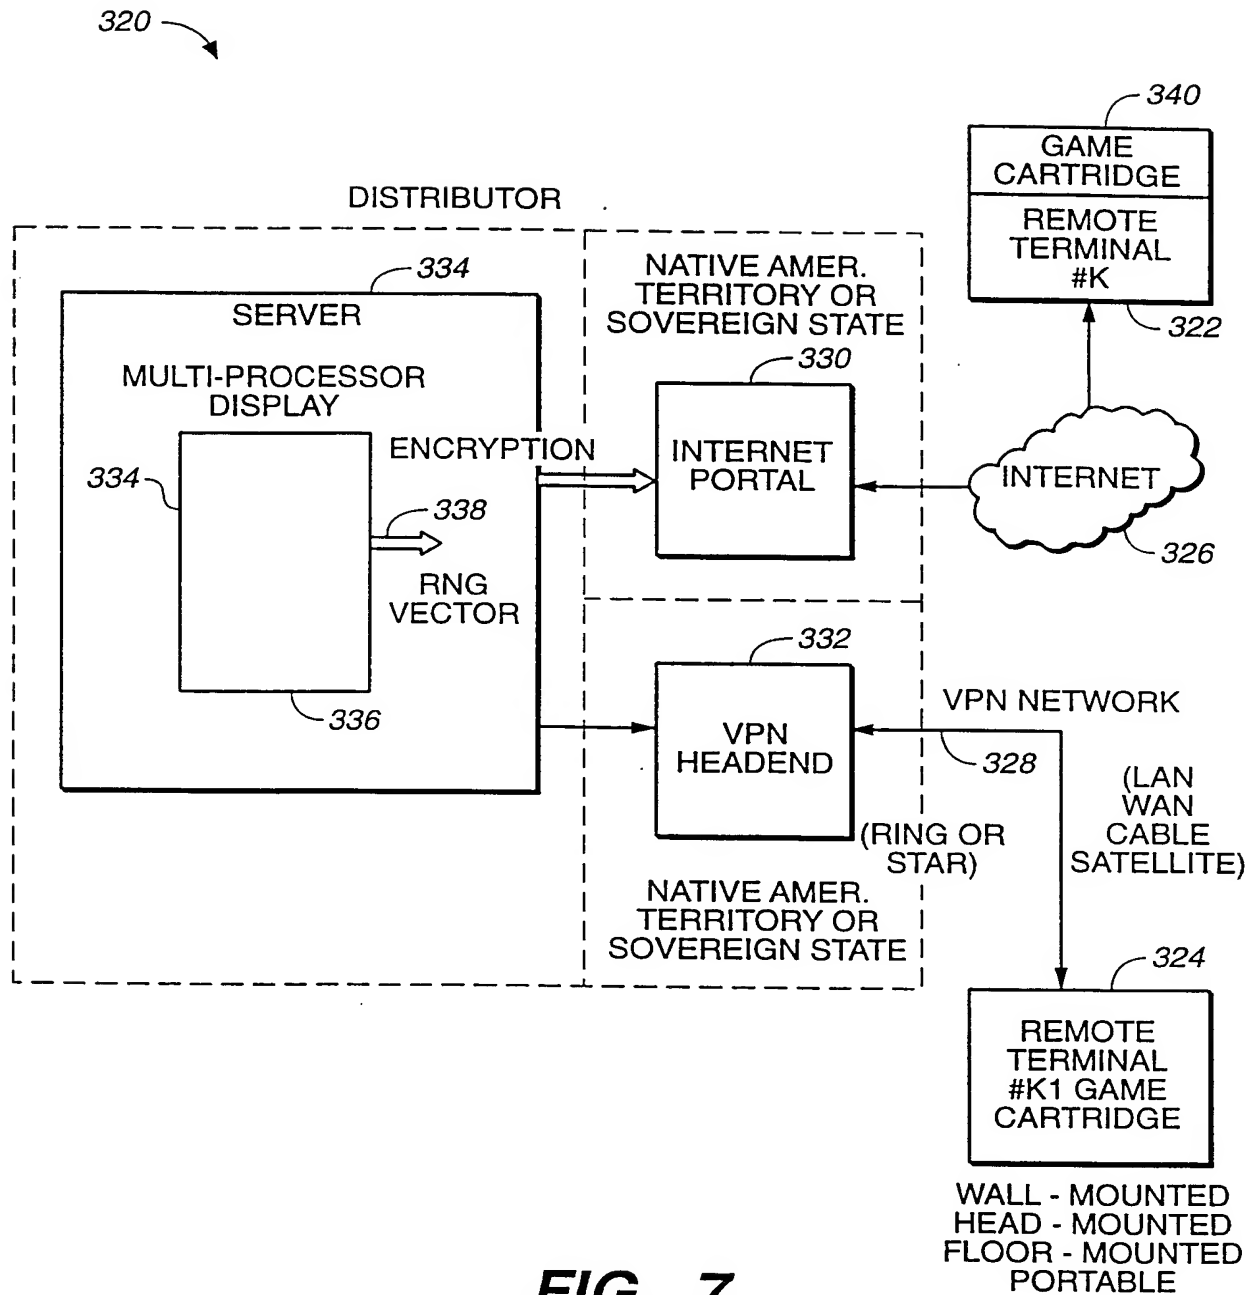 320
340
GAME
CARTRIDGE
REMOTE
TERMINAL
#K
322
DISTRIBUTOR
334
SERVER
MULTI-PROCESSOR
DISPLAY
334
338
RNG
VECTOR
336
ENCRYPTION
NATIVE AMER.
TERRITORY OR
SOVEREIGN STATE
330
INTERNET
PORTAL
INTERNET
326
332
VPN
HEADEND
VPN NETWORK
328
(RING OR
STAR)
(LAN
WAN
CABLE
SATELLITE)
NATIVE AMER.
TERRITORY OR
SOVEREIGN STATE
324
REMOTE
TERMINAL
#K1 GAME
CARTRIDGE
WALL - MOUNTED
HEAD - MOUNTED
FLOOR - MOUNTED
PORTABLE
FIG._7